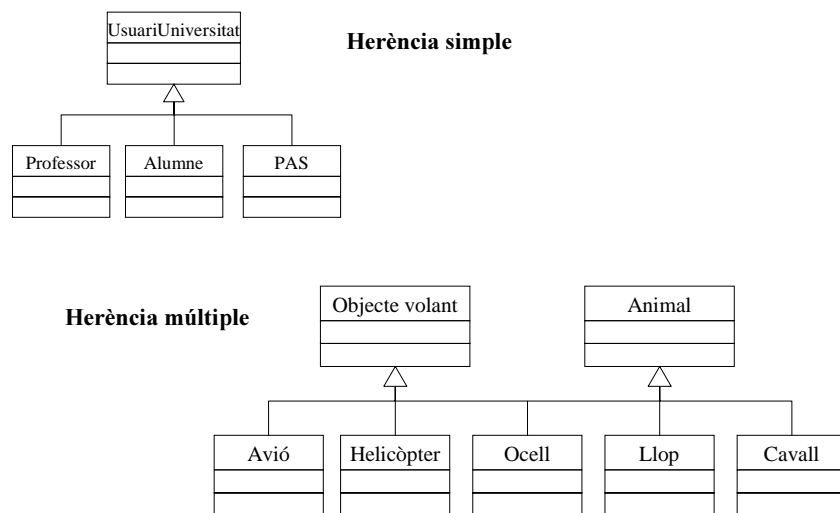 UsuariUniversitat
Herència simple
Professor
Alumne
PAS
Herència múltiple
Objecte volant
Animal
Avió
Helicòpter
Ocell
Llop
Cavall